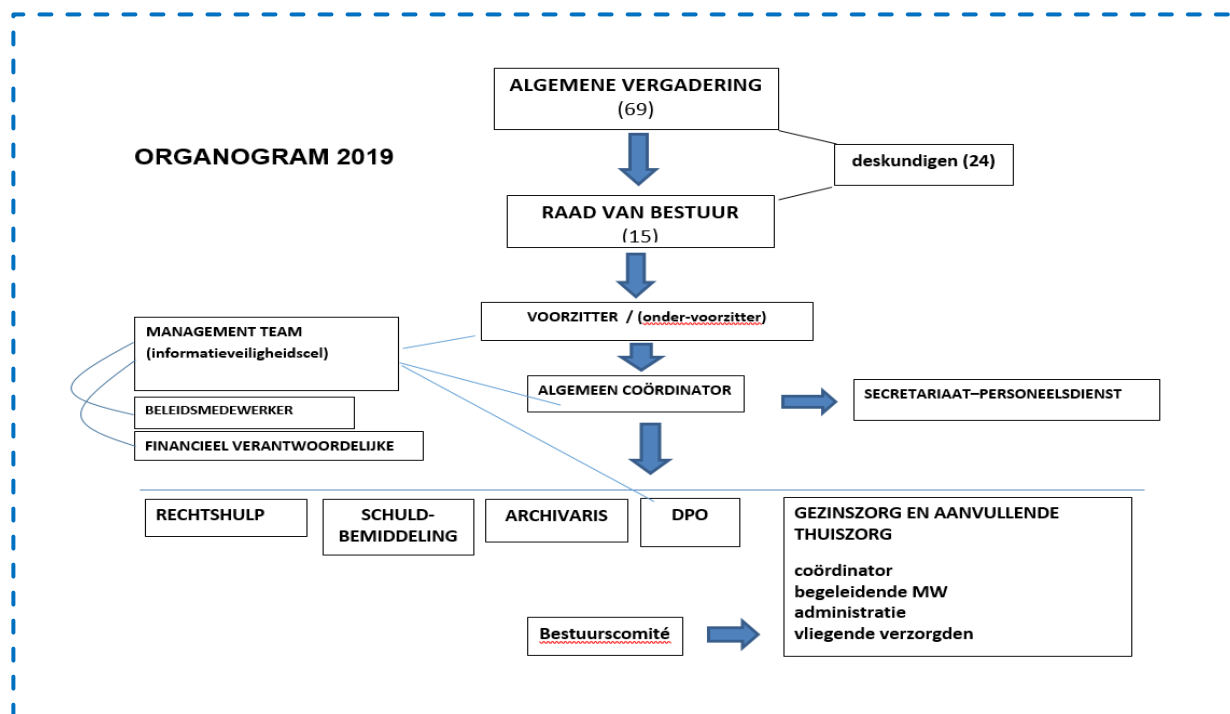 ALGEMENE VERGADERING
(69)
ORGANOGRAM 2019
deskundigen (24)
RAAD VAN BESTUUR
(15)
VOORZITTER / (onder-voorzitter)
MANAGEMENT TEAM
(informatieveiligheidscel)
ALGEMEEN COÖRDINATOR
SECRETARIAAT–PERSONEELSDIENST
BELEIDSMEDEWERKER
FINANCIEEL VERANTWOORDELIJKE
RECHTSHULP
SCHULD-
BEMIDDELING
ARCHIVARIS
DPO
GEZINSZORG EN AANVULLENDE
THUISZORG
coördinator
begeleidende MW
administratie
vliegende verzorgden
Bestuurscomité